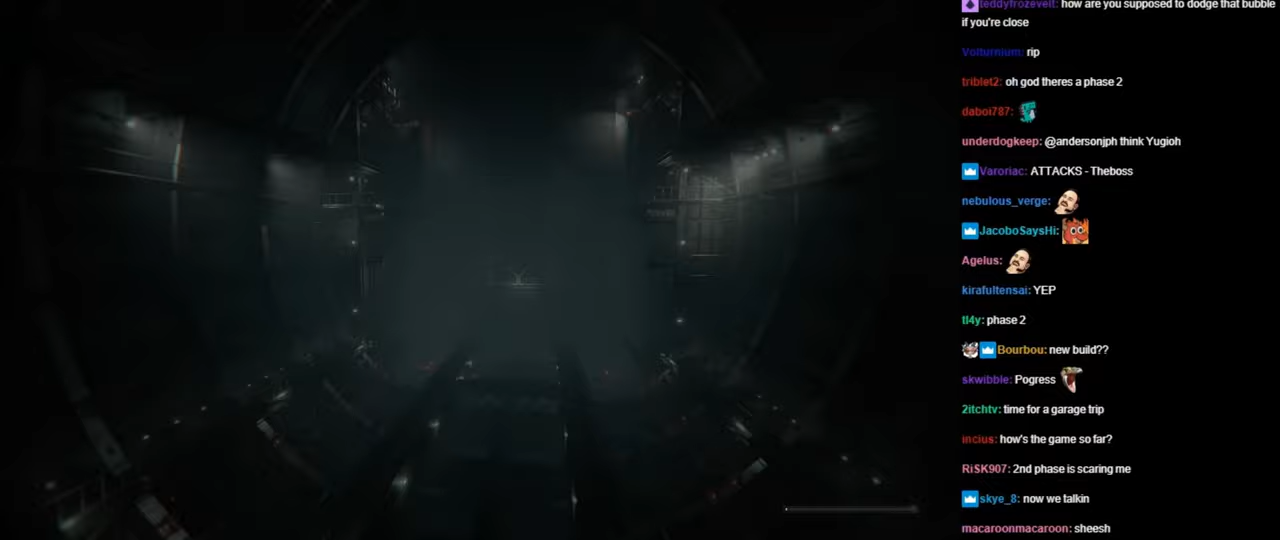 teddyfrozevelt: how are you supposed to dodge that bubble
if you're close
Volturnium: rip
triblet2: oh god theres a phase 2
daboi787:
underdogkeep: @andersonjph think Yugioh
Varoriac: ATTACKS - Theboss
nebulous_verge:
JacoboSaysHi:
Agelus:
kirafultensai: YEP
tl4y: phase 2
Bourbou: new build??
skwibble: Pogress
2itchtv: time for a garage trip
incius: how's the game so far?
RiSK907: 2nd phase is scaring me
skye_8: now we talkin
macaroonmacaroon: sheesh